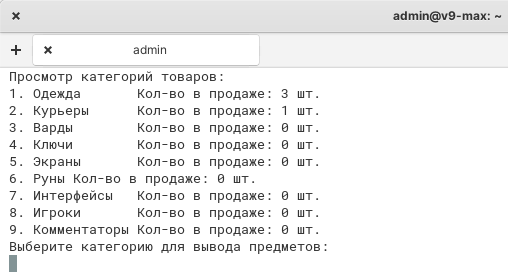 admin@v9-max: ~
admin
Просмотр категорий товаров:
1. Одежда Кол-во в продаже: 3 шт.
2. Курьеры Кол-во в продаже: 1 шт.
3. Варды Кол-во в продаже: 0 шт.
4. Ключи Кол-во в продаже: 0 шт.
5. Экраны Кол-во в продаже: 0 шт.
6. Руны Кол-во в продаже: 0 шт.
7. Интерфейсы Кол-во в продаже: 0 шт.
8. Игроки Кол-во в продаже: 0 шт.
9. Комментаторы Кол-во в продаже: 0 шт.
Выберите категорию для вывода предметов: